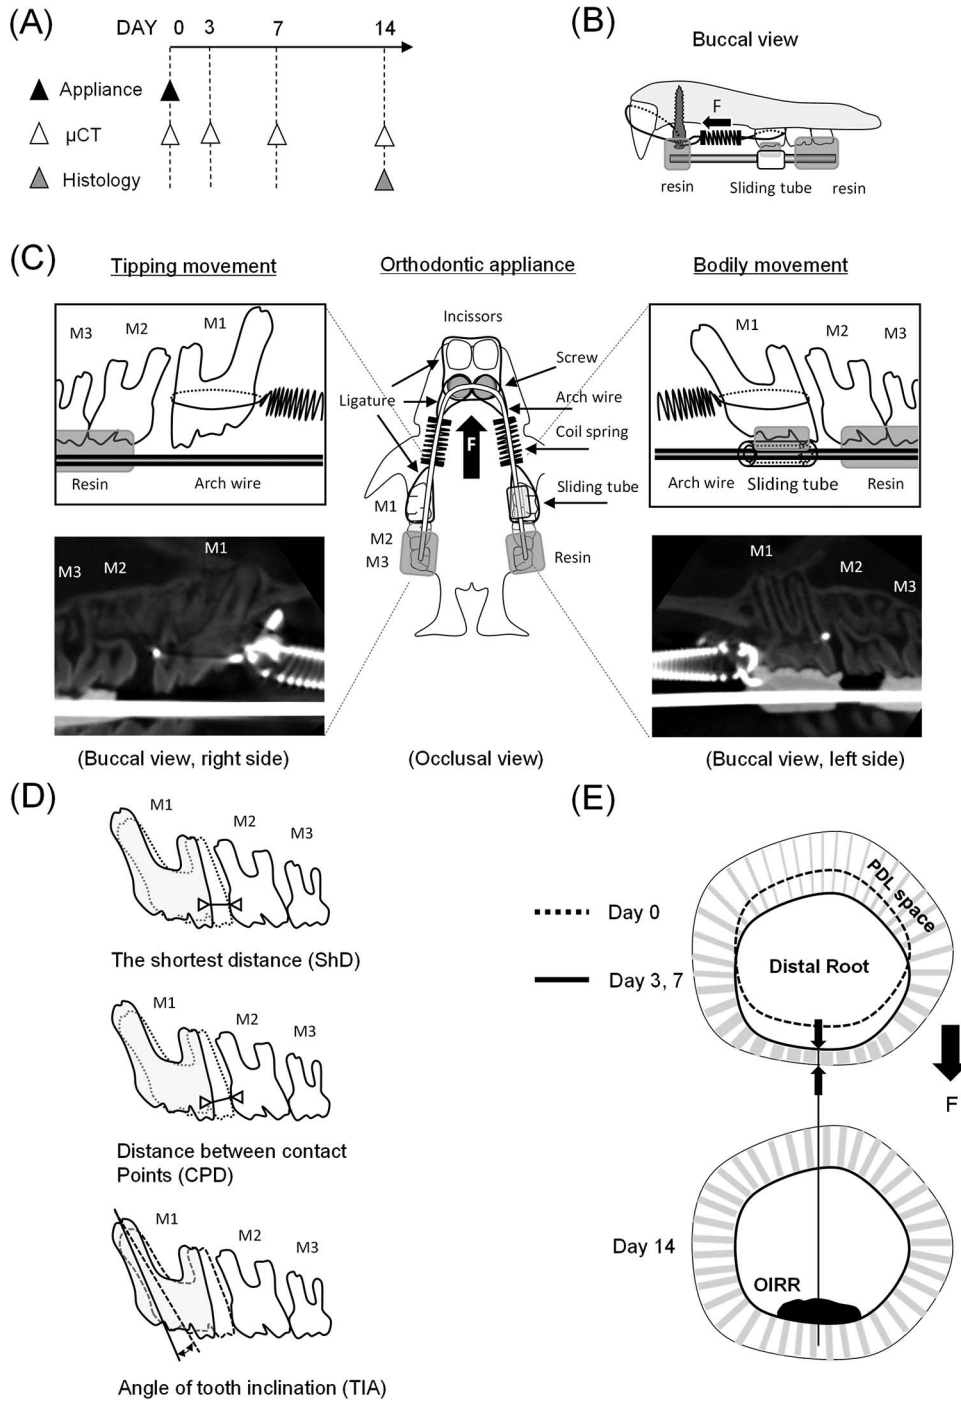 (A)
DAY 0 3 7 14
Appliance
µCT
Histology
(B)
Buccal view
F
resin
Sliding tube
resin
(C)
Tipping movement
Orthodontic appliance
Bodily movement
M3
M2
M1
Resin
Arch wire
Incissors
Ligature
Screw
Arch wire
Coil spring
F
Sliding tube
M1
M2
M3
Resin
M1
M2
M3
Arch wire
Sliding tube
Resin
M3
M2
M1
M1
M2
M3
(Buccal view, right side)
(Occlusal view)
(Buccal view, left side)
(D)
M1
M2
M3
The shortest distance (ShD)
M1
M2
M3
Distance between contact
Points (CPD)
M1
M2
M3
Angle of tooth inclination (TIA)
(E)
Day 0
Day 3, 7
PDL space
Distal Root
F
Day 14
OIRR